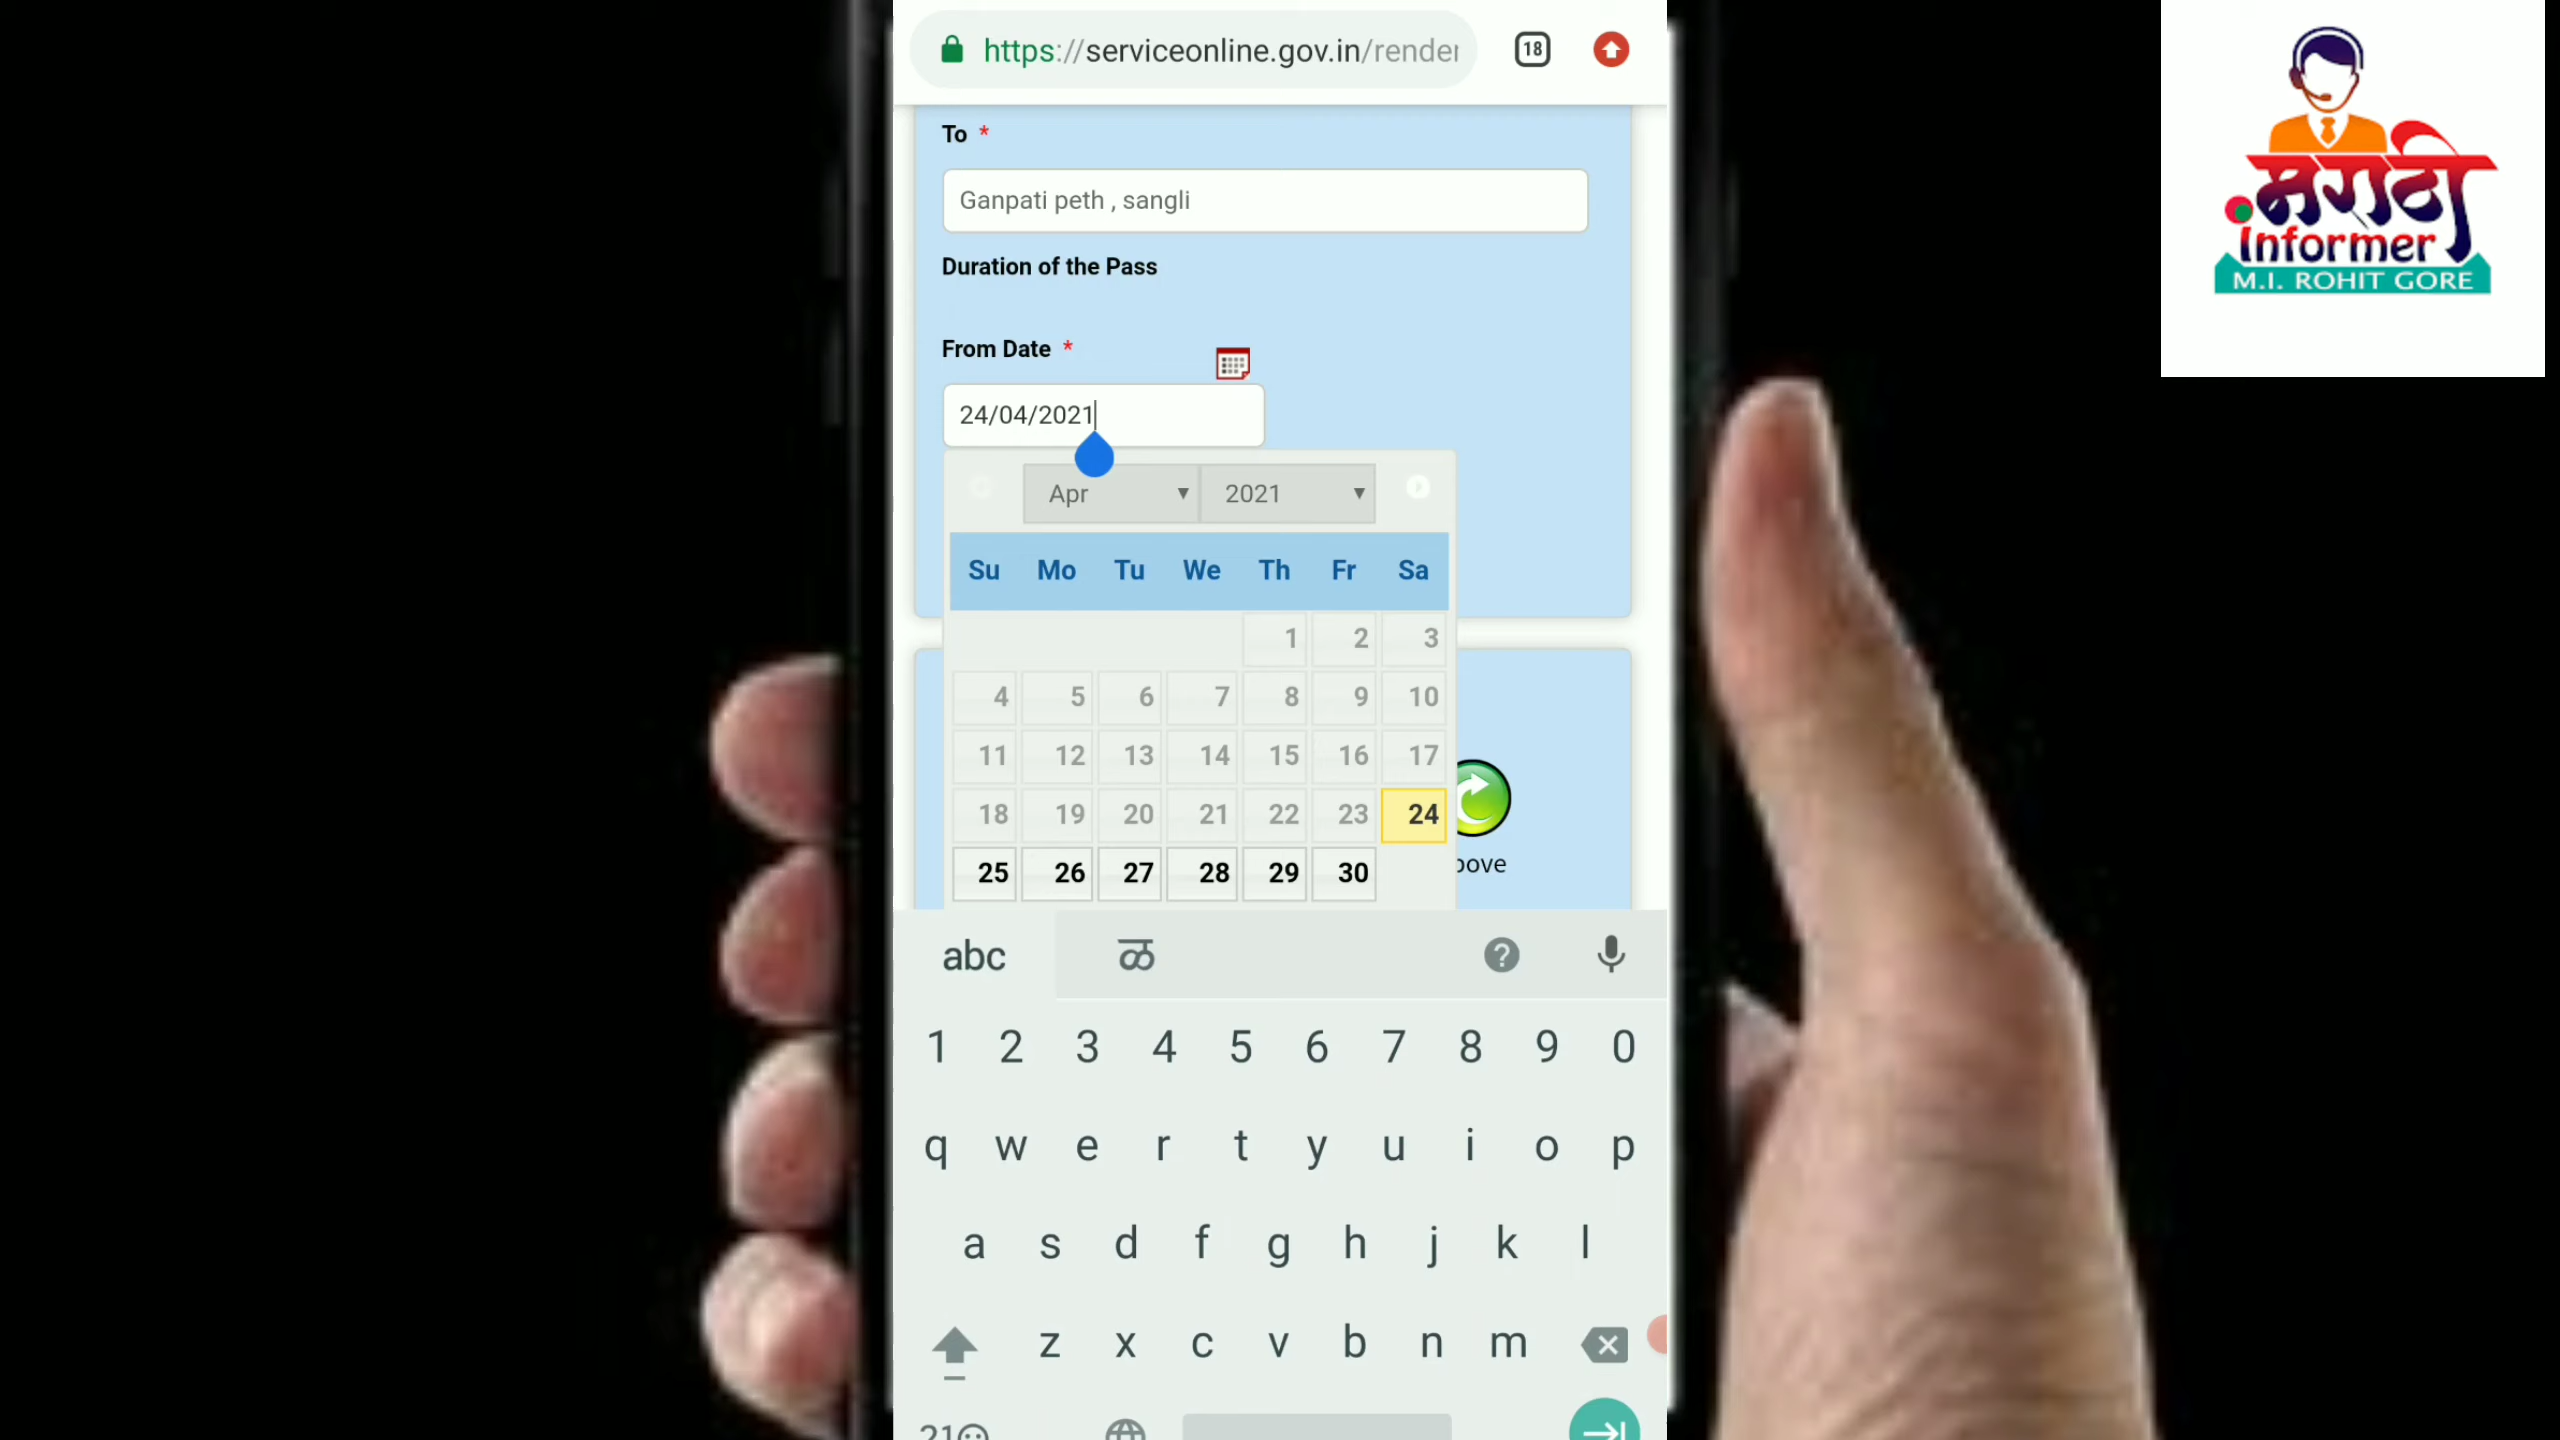 https://serviceonline.gov.in/render
18
To *
Ganpati peth , sangli
Duration of the Pass
From Date *
24/04/2021
Apr 2021
Su Mo Tu We Th Fr Sa
1 2 3
4 5 6 7 8 9 10
11 12 13 14 15 16 17
18 19 20 21 22 23 24
25 26 27 28 29 30
bove
abc ळ ?
1 2 3 4 5 6 7 8 9 0
q w e r t y u i o p
a s d f g h j k l
z x c v b n m
मराठी
Informer
M.I. ROHIT GORE